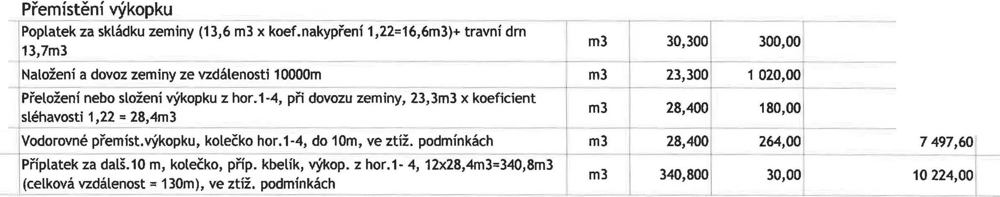 Přemístění výkopku
Poplatek za skládku zeminy (13,6 m3 x koef.nakypření 1,22=16,6m3)+ travní drn
13,7m3
m3 30,300 300,00
Naložení a dovoz zeminy ze vzdálenosti 10000m m3 23,300 1 020,00
Přeložení nebo složení výkopku z hor.1-4, při dovozu zeminy, 23,3m3 x koeficient
sléhavosti 1,22 = 28,4m3
m3 28,400 180,00
Vodorovné přemíst.výkopku, kolečko hor.1-4, do 10m, ve ztíž. podmínkách m3 28,400 264,00 7 497,60
Příplatek za dalš.10 m, kolečko, příp. kbelík, výkop. z hor.1- 4, 12x28,4m3=340,8m3
(celková vzdálenost = 130m), ve ztíž. podmínkách
m3 340,800 30,00 10 224,00